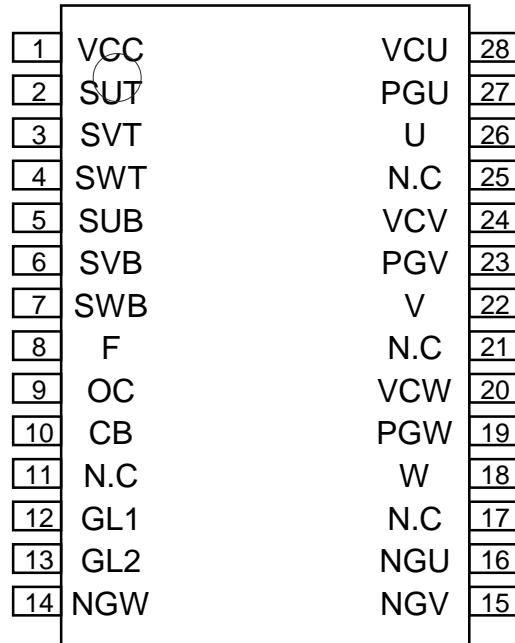 1 VCC VCU 28
2 SUT PGU 27
3 SVT U 26
4 SWT N.C 25
5 SUB VCV 24
6 SVB PGV 23
7 SWB V 22
8 F N.C 21
9 OC VCW 20
10 CB PGW 19
11 N.C W 18
12 GL1 N.C 17
13 GL2 NGU 16
14 NGW NGV 15